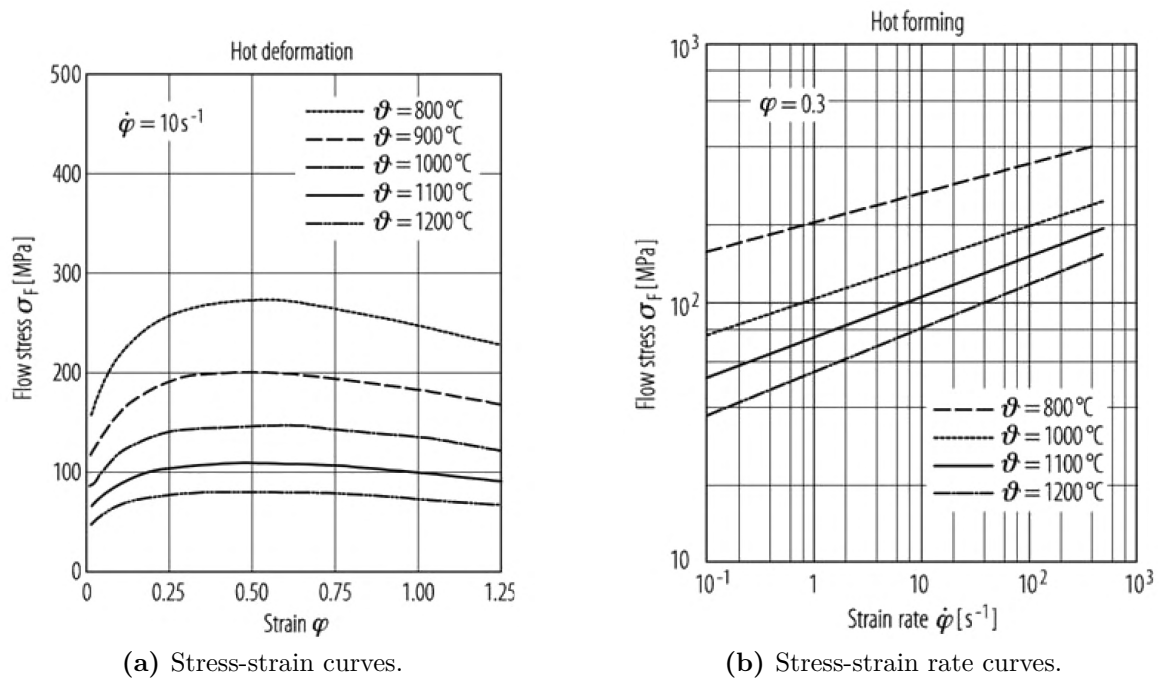 Hot deformation
500
400
300
200
100
0
Flow stress σF [MPa]
φ̇ = 10 s⁻¹
ϑ = 800 °C
ϑ = 900 °C
ϑ = 1000 °C
ϑ = 1100 °C
ϑ = 1200 °C
0 0.25 0.50 0.75 1.00 1.25
Strain φ
(a) Stress-strain curves.
Hot forming
10³
10²
10
Flow stress σF [MPa]
φ = 0.3
ϑ = 800 °C
ϑ = 1000 °C
ϑ = 1100 °C
ϑ = 1200 °C
10⁻¹ 1 10 10² 10³
Strain rate φ̇ [s⁻¹]
(b) Stress-strain rate curves.